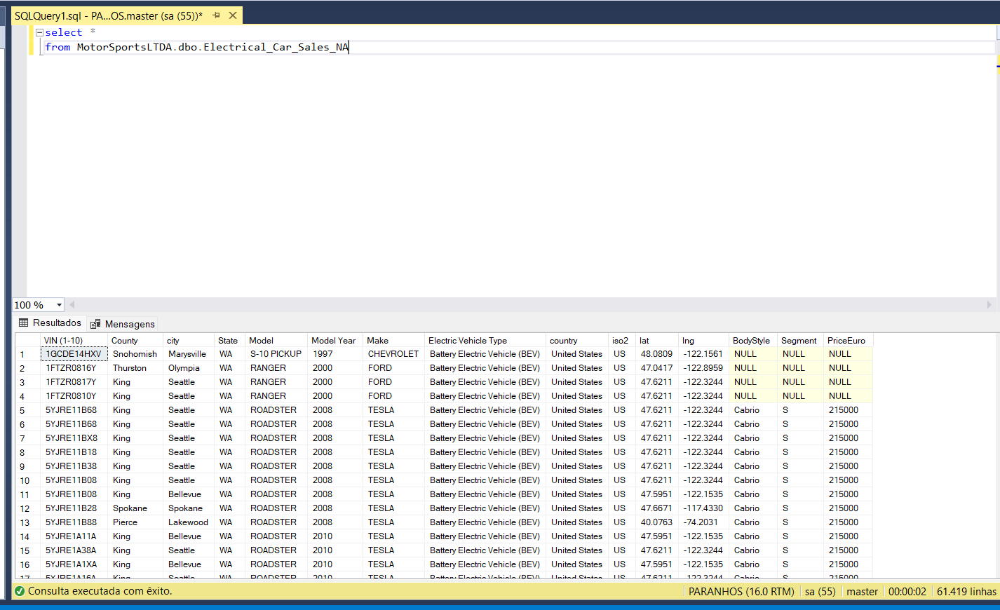 SQLQuery1.sql - PA...OS.master (sa (55))*
select *
from MotorSportsLTDA.dbo.Electrical_Car_Sales_NA
100 %
Resultados Mensagens
VIN (1-10) County city State Model Model Year Make Electric Vehicle Type country iso2 lat lng BodyStyle Segment PriceEuro
1 1GCDE14HXV Snohomish Marysville WA S-10 PICKUP 1997 CHEVROLET Battery Electric Vehicle (BEV) United States US 48.0809 -122.1561 NULL NULL NULL
2 1FTZR0816Y Thurston Olympia WA RANGER 2000 FORD Battery Electric Vehicle (BEV) United States US 47.0417 -122.8959 NULL NULL NULL
3 1FTZR0817Y King Seattle WA RANGER 2000 FORD Battery Electric Vehicle (BEV) United States US 47.6211 -122.3244 NULL NULL NULL
4 1FTZR0810Y King Seattle WA RANGER 2000 FORD Battery Electric Vehicle (BEV) United States US 47.6211 -122.3244 NULL NULL NULL
5 5YJRE11B68 King Seattle WA ROADSTER 2008 TESLA Battery Electric Vehicle (BEV) United States US 47.6211 -122.3244 Cabrio S 215000
6 5YJRE11B68 King Seattle WA ROADSTER 2008 TESLA Battery Electric Vehicle (BEV) United States US 47.6211 -122.3244 Cabrio S 215000
7 5YJRE11BX8 King Seattle WA ROADSTER 2008 TESLA Battery Electric Vehicle (BEV) United States US 47.6211 -122.3244 Cabrio S 215000
8 5YJRE11B18 King Seattle WA ROADSTER 2008 TESLA Battery Electric Vehicle (BEV) United States US 47.6211 -122.3244 Cabrio S 215000
9 5YJRE11B38 King Seattle WA ROADSTER 2008 TESLA Battery Electric Vehicle (BEV) United States US 47.6211 -122.3244 Cabrio S 215000
10 5YJRE11B08 King Seattle WA ROADSTER 2008 TESLA Battery Electric Vehicle (BEV) United States US 47.6211 -122.3244 Cabrio S 215000
11 5YJRE11B08 King Bellevue WA ROADSTER 2008 TESLA Battery Electric Vehicle (BEV) United States US 47.5951 -122.1535 Cabrio S 215000
12 5YJRE11B28 Spokane Spokane WA ROADSTER 2008 TESLA Battery Electric Vehicle (BEV) United States US 47.6671 -117.4330 Cabrio S 215000
13 5YJRE11B88 Pierce Lakewood WA ROADSTER 2008 TESLA Battery Electric Vehicle (BEV) United States US 40.0763 -74.2031 Cabrio S 215000
14 5YJRE1A11A King Bellevue WA ROADSTER 2010 TESLA Battery Electric Vehicle (BEV) United States US 47.5951 -122.1535 Cabrio S 215000
15 5YJRE1A38A King Seattle WA ROADSTER 2010 TESLA Battery Electric Vehicle (BEV) United States US 47.6211 -122.3244 Cabrio S 215000
16 5YJRE1A1XA King Bellevue WA ROADSTER 2010 TESLA Battery Electric Vehicle (BEV) United States US 47.5951 -122.1535 Cabrio S 215000
17 5YJRE1A16A King Seattle WA ROADSTER 2010 TESLA Battery Electric Vehicle (BEV) United States US 47.6211 -122.3244 Cabrio S 215000
Consulta executada com êxito. PARANHOS (16.0 RTM) sa (55) master 00:00:02 61.419 linhas